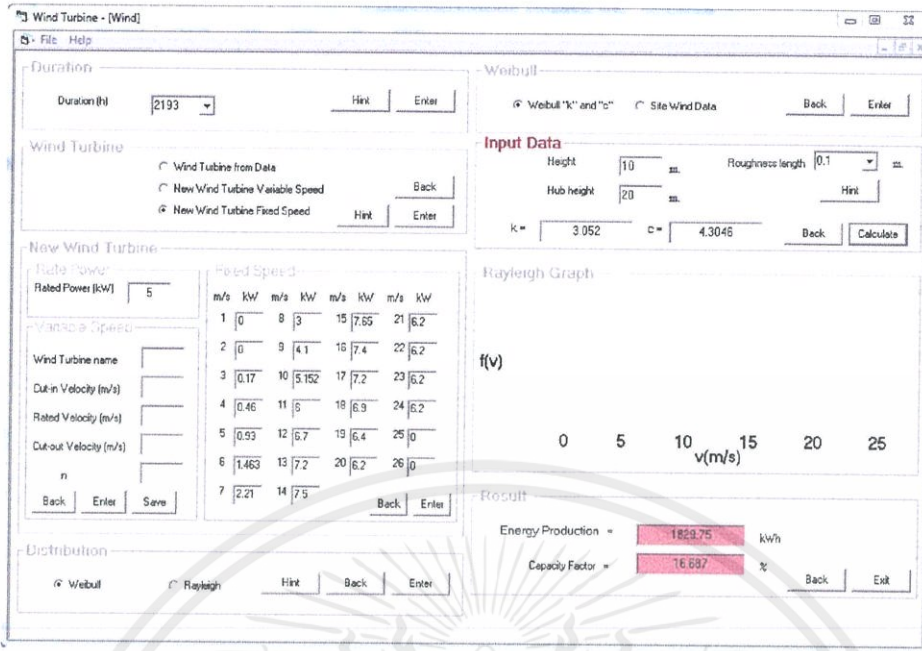 Wind Turbine - [Wind]
File Help
Duration
Duration (h) 2193 Hint Enter
Wind Turbine
Wind Turbine from Data
New Wind Turbine Variable Speed Back
New Wind Turbine Fixed Speed Hint Enter
New Wind Turbine
Rate Power
Rated Power (kW) 5
Variable Speed
Wind Turbine name
Cut-in Velocity (m/s)
Rated Velocity (m/s)
Cut-out Velocity (m/s)
n
Back Enter Save
Fixed Speed
m/s kW m/s kW m/s kW m/s kW
1 0 8 3 15 7.65 21 6.2
2 0 9 4.1 16 7.4 22 6.2
3 0.17 10 5.152 17 7.2 23 6.2
4 0.46 11 6 18 6.9 24 6.2
5 0.93 12 6.7 19 6.4 25 0
6 1.463 13 7.2 20 6.2 26 0
7 2.21 14 7.5 Back Enter
Distribution
Weibull Rayleigh Hint Back Enter
Weibull
Weibull "k" and "c" Site Wind Data Back Enter
Input Data
Height 10 m. Roughness length 0.1 m.
Hub height 20 m. Hint
k = 3.052 c = 4.3046 Back Calculate
Rayleigh Graph
f(v)
0 5 10 15 20 25
v(m/s)
Result
Energy Production = 1829.75 kWh
Capacity Factor = 16.687 %
Back Exit